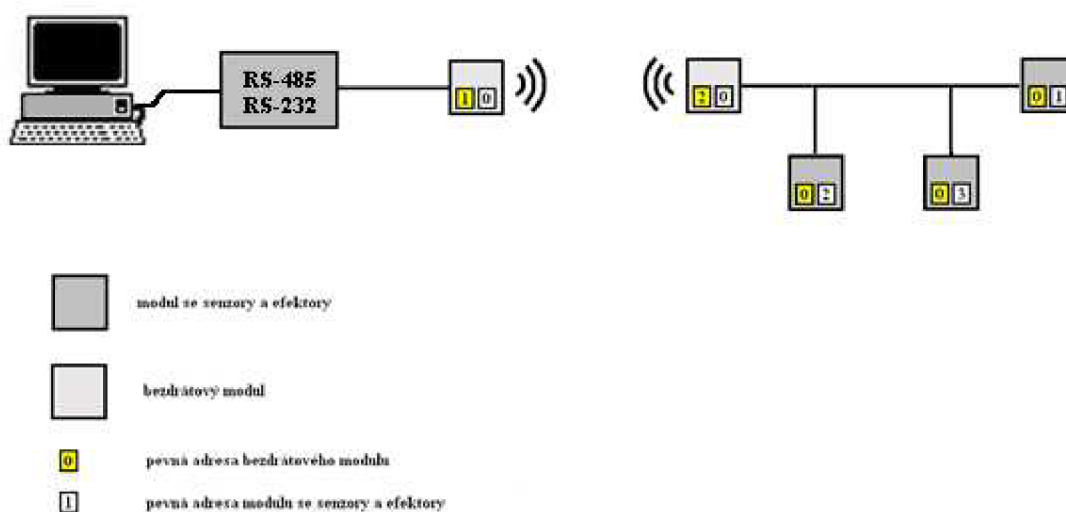 RS-485
RS-232
1 0
2 0
0 1
0 2
0 3
modul se senzory a efektory
bezdrátový modul
0 pevná adresa bezdrátového modulu
1 pevná adresa modulu se senzory a efektory